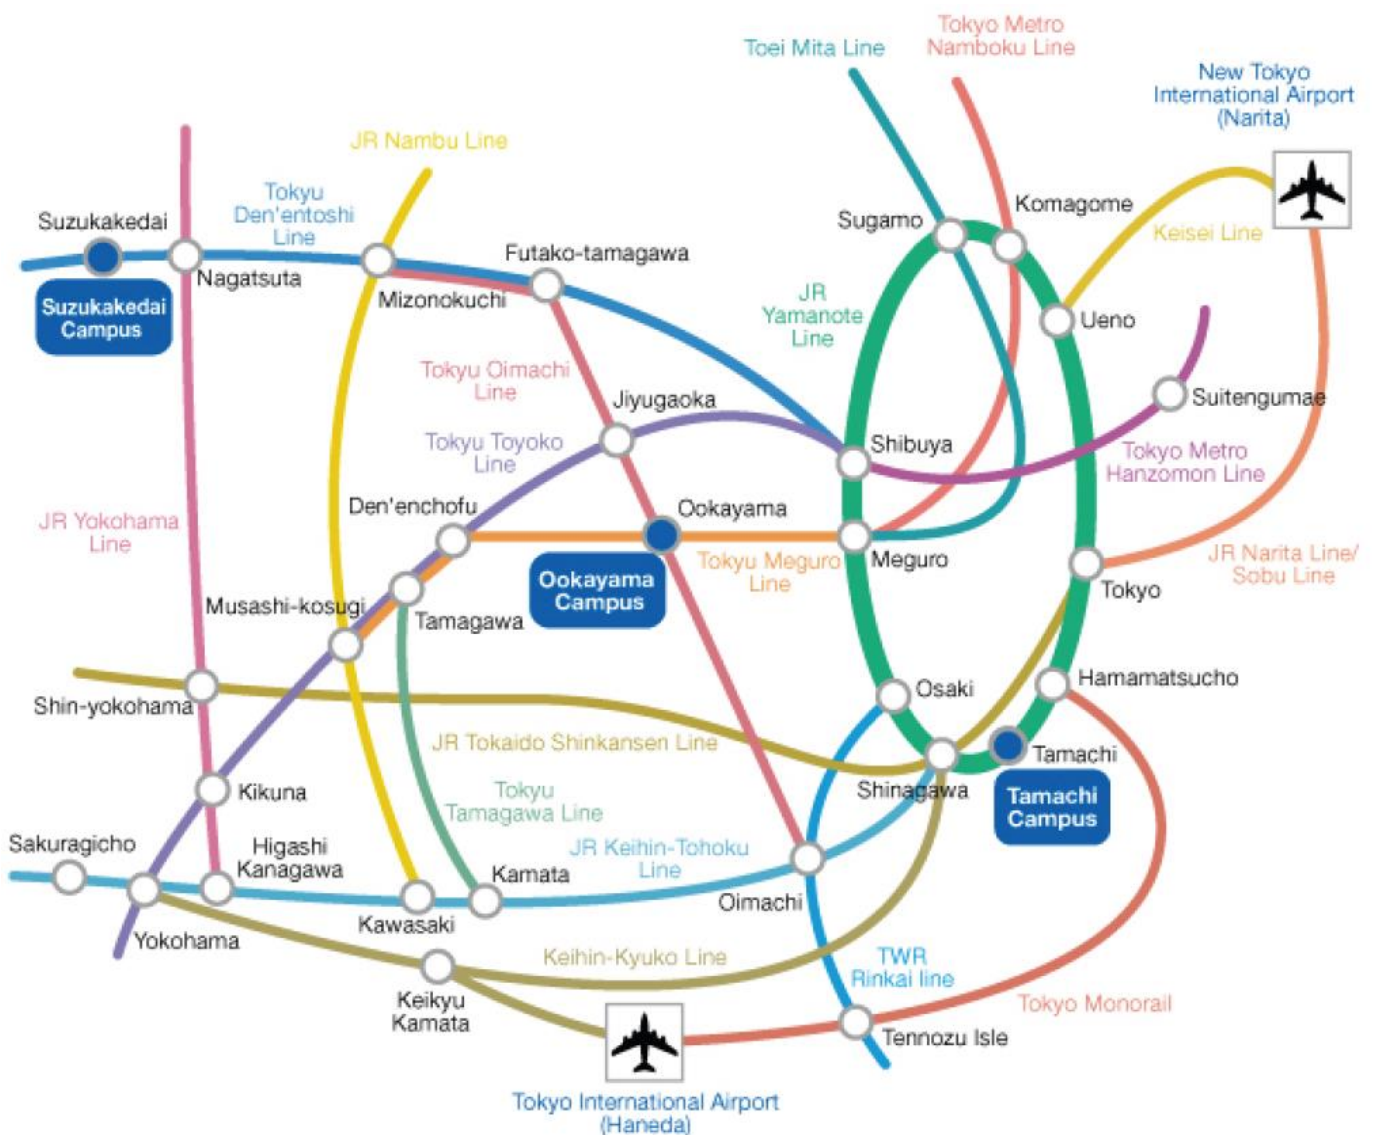 Toei Mita Line
Tokyo Metro
Namboku Line
New Tokyo
International Airport
(Narita)
JR Nambu Line
Tokyu
Den'entoshi
Line
Suzukakedai
Nagatsuta
Suzukakedai
Campus
Mizonokuchi
Futako-tamagawa
Sugamo
Komagome
Keisei Line
JR
Yamanote
Line
Ueno
Tokyu Oimachi
Line
Jiyugaoka
Suitengumae
Tokyu Toyoko
Line
Shibuya
Tokyo Metro
Hanzomon Line
Den'enchofu
Ookayama
JR Yokohama
Line
Ookayama
Campus
Tokyu Meguro
Line
Meguro
JR Narita Line/
Sobu Line
Tokyo
Musashi-kosugi
Tamagawa
Shin-yokohama
Osaki
Hamamatsucho
JR Tokaido Shinkansen Line
Tamachi
Shinagawa
Tamachi
Campus
Kikuna
Tokyu
Tamagawa Line
Sakuragicho
Higashi
Kanagawa
JR Keihin-Tohoku
Line
Kamata
Oimachi
Kawasaki
Yokohama
Keihin-Kyuko Line
TWR
Rinkai line
Keikyu
Kamata
Tokyo Monorail
Tennozu Isle
Tokyo International Airport
(Haneda)